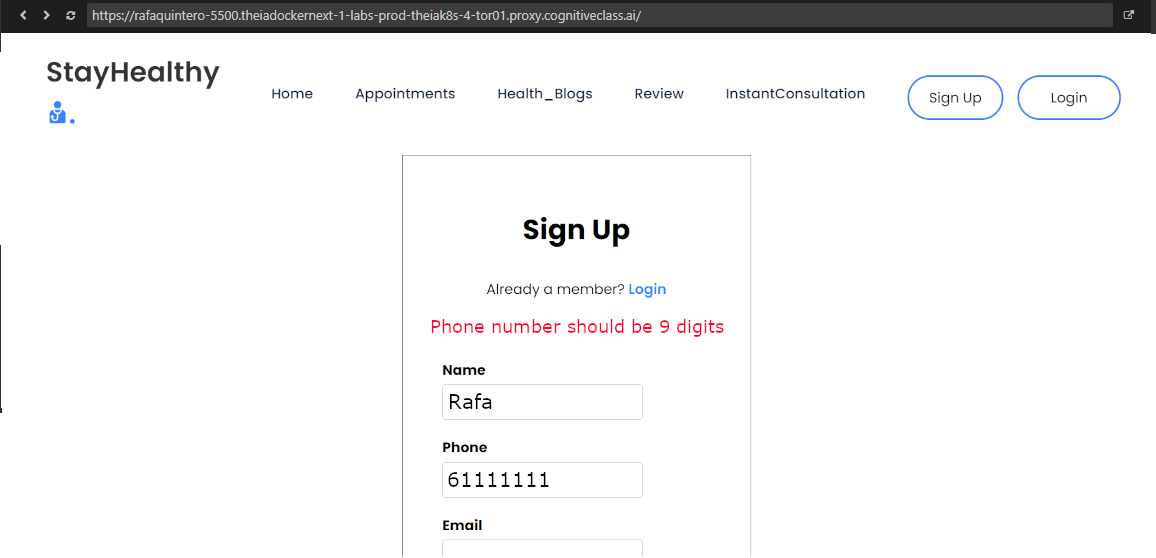 https://rafaquintero-5500.theiadockernext-1-labs-prod-theiak8s-4-tor01.proxy.cognitiveclass.ai/
StayHealthy
.
Home Appointments Health_Blogs Review InstantConsultation Sign Up Login
Sign Up
Already a member? Login
Phone number should be 9 digits
Name
Rafa
Phone
61111111
Email